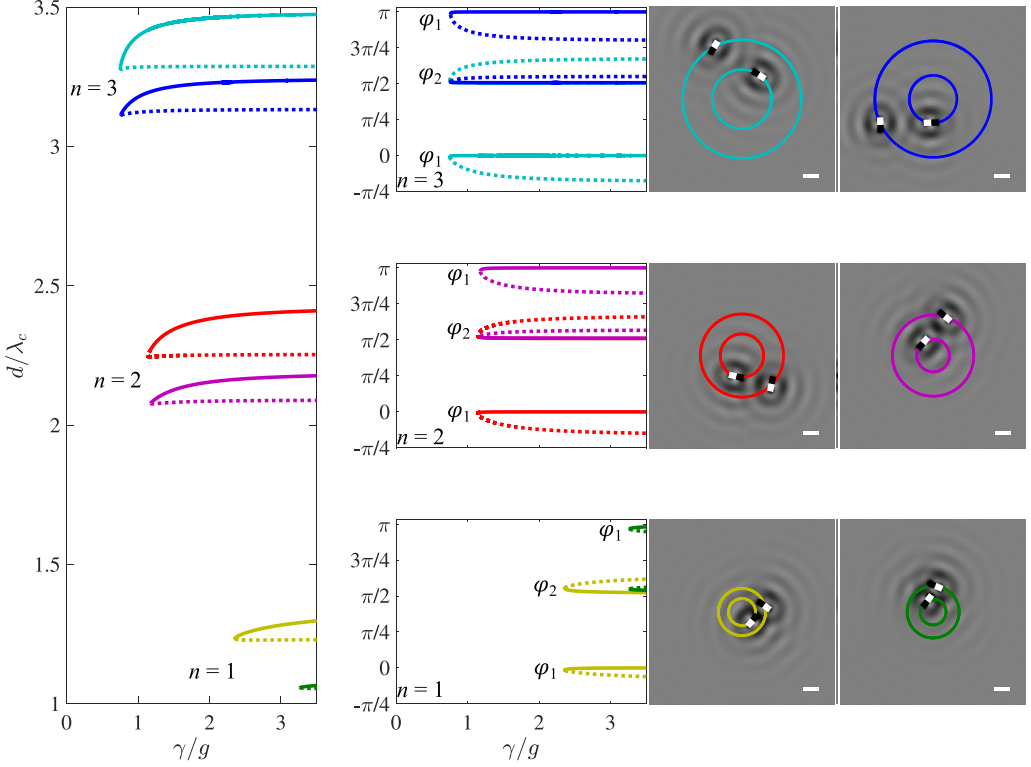 3.5
3
2.5
2
1.5
1
d/λc
n = 3
n = 2
n = 1
0
1
2
3
γ/g
π
3π/4
π/2
π/4
0
-π/4
φ1
φ2
φ1
n = 3
π
3π/4
π/2
π/4
0
-π/4
φ1
φ2
φ1
n = 2
π
3π/4
π/2
π/4
0
-π/4
φ1
φ2
φ1
n = 1
0
1
2
3
γ/g